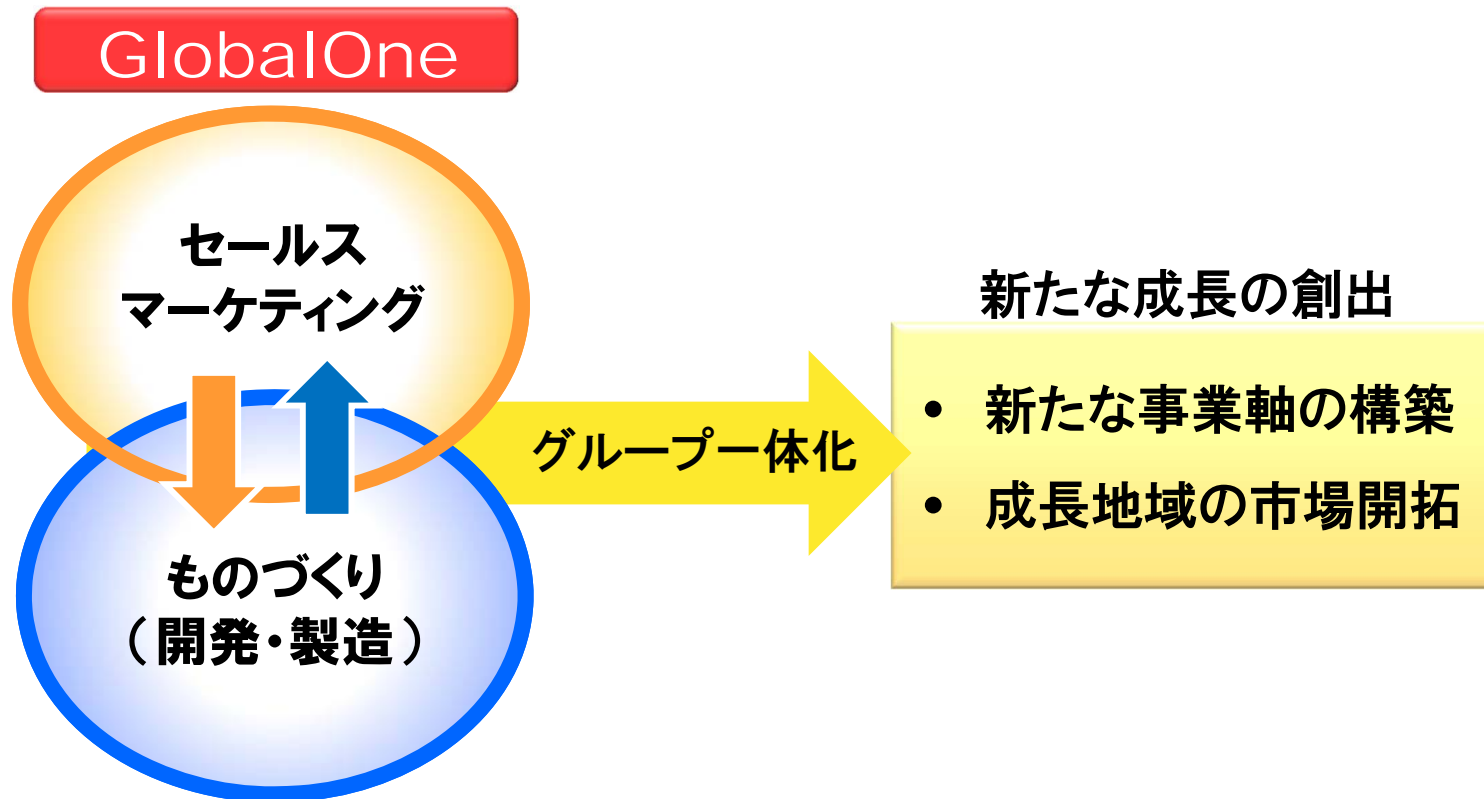 GlobalOne
セールス
マーケティング
ものづくり
（開発・製造）
グループ一体化
新たな成長の創出
• 新たな事業軸の構築
• 成長地域の市場開拓